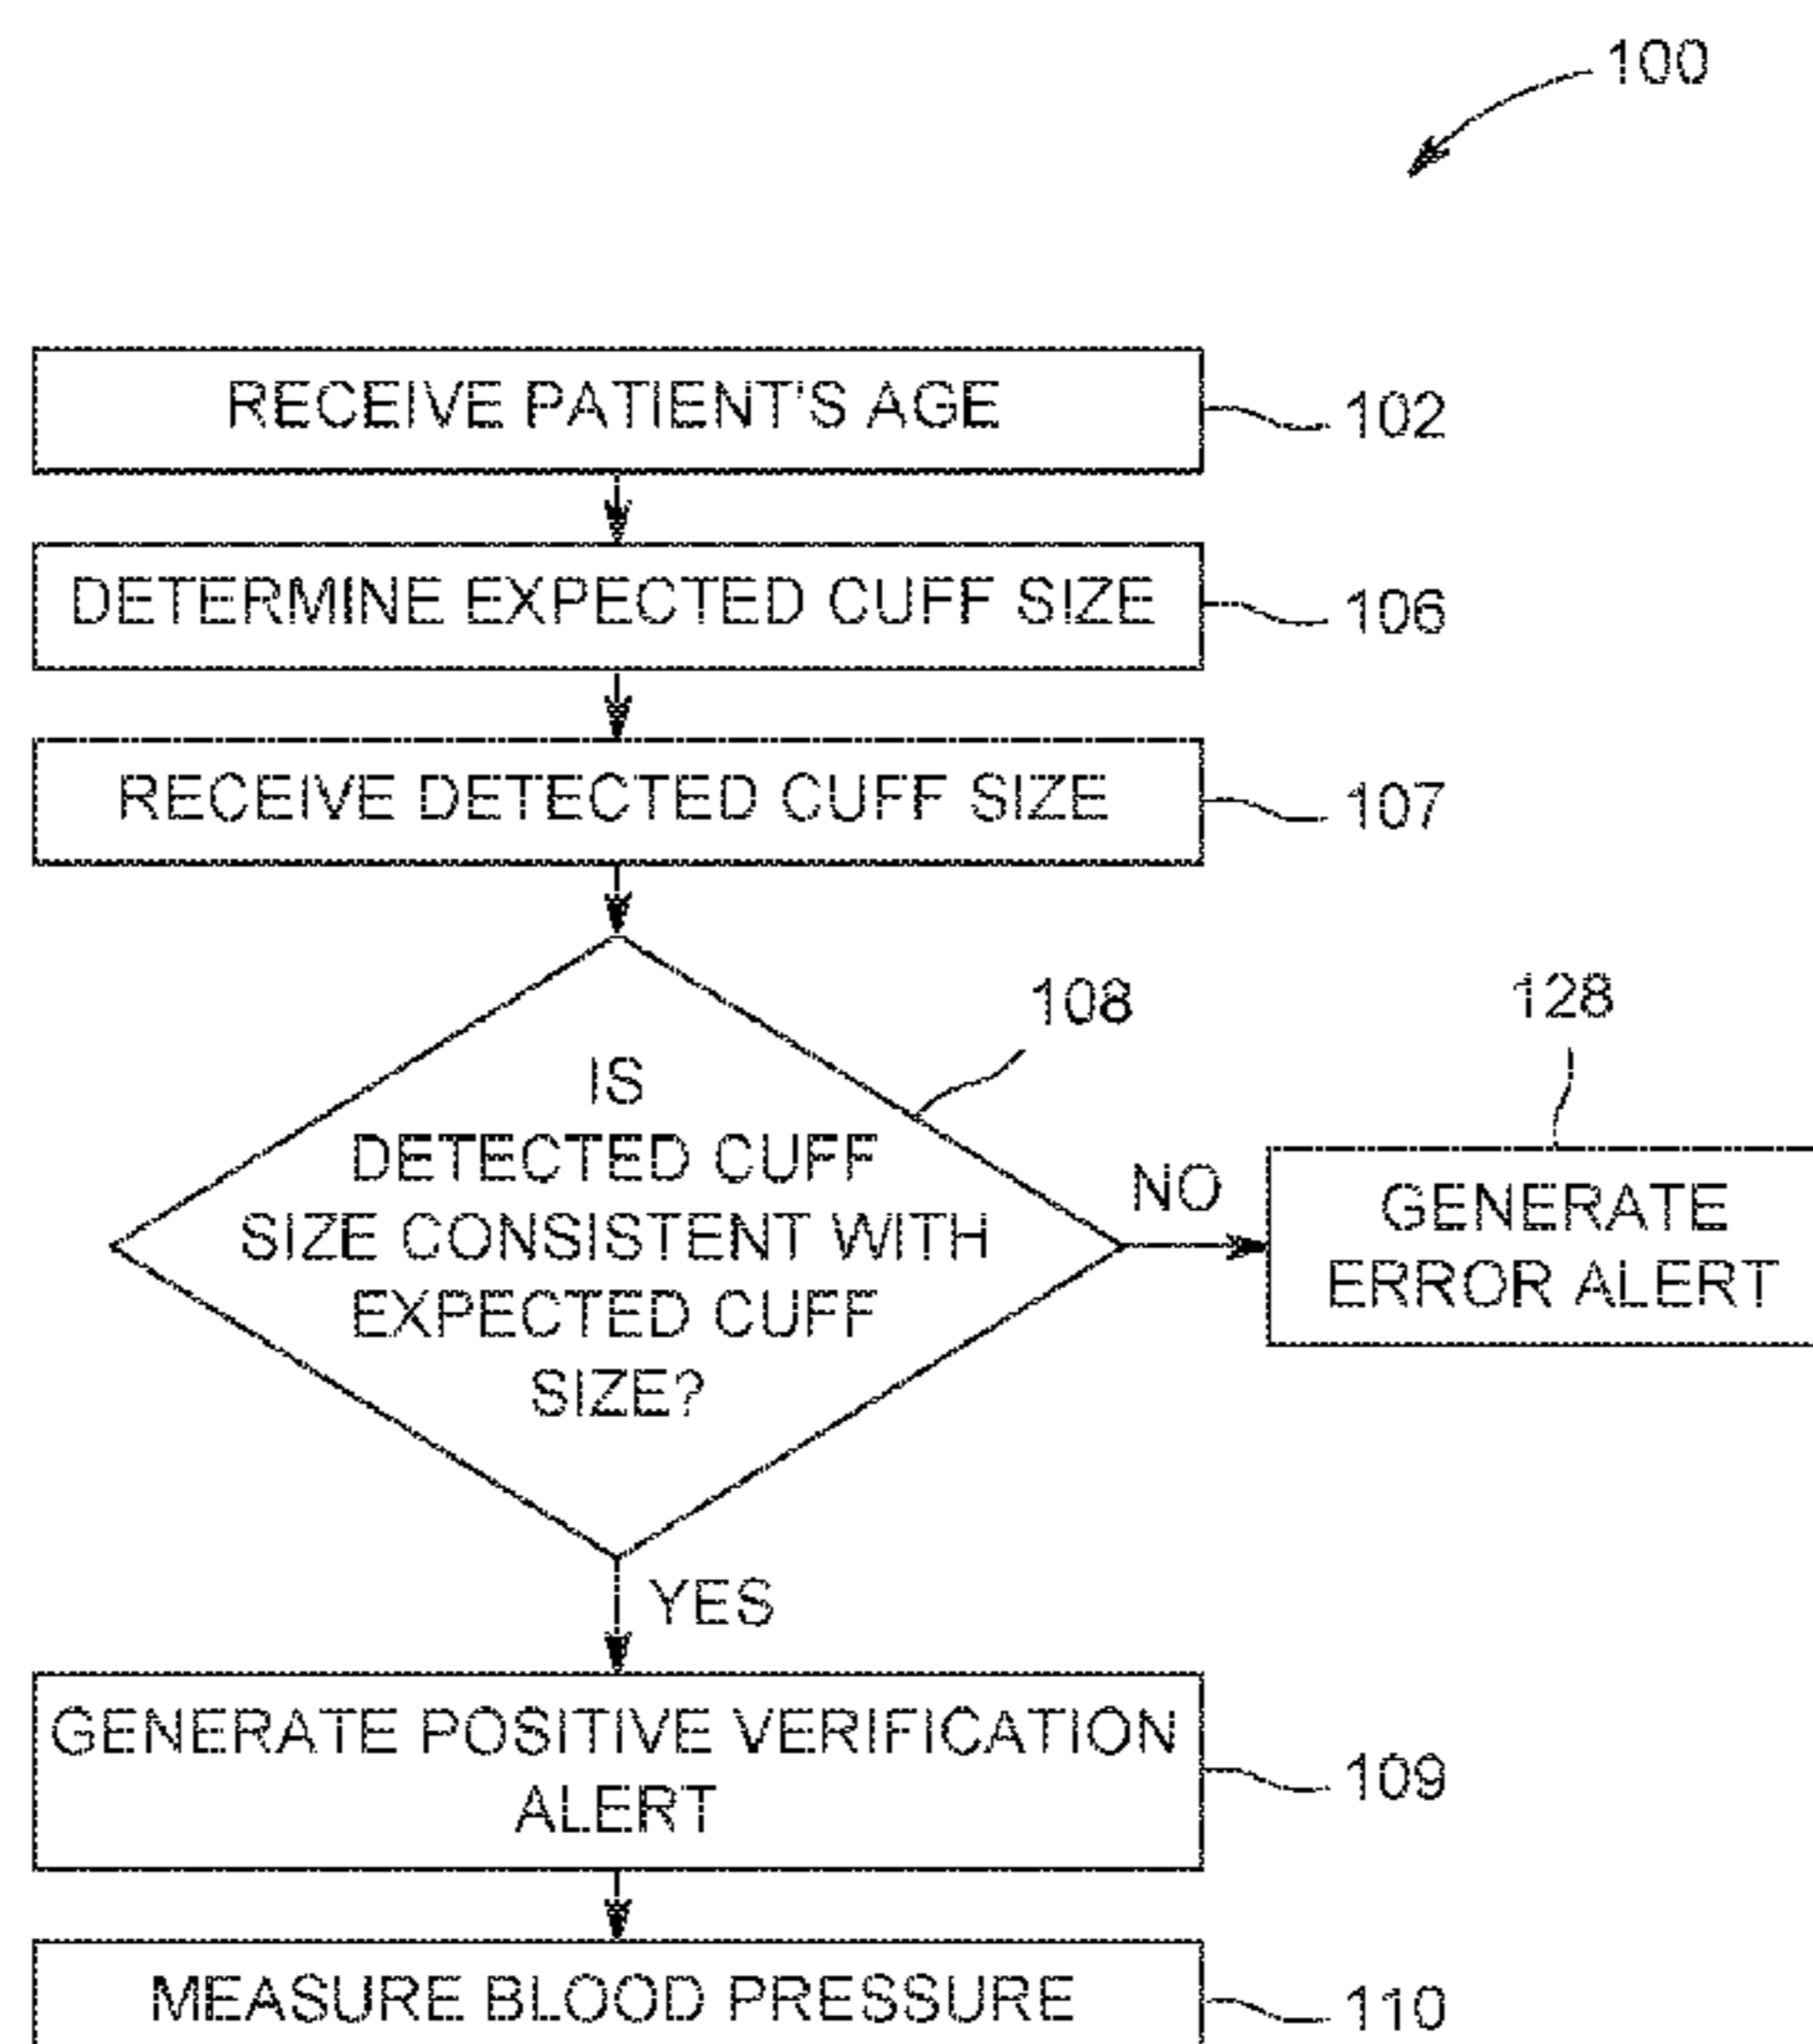 100
RECEIVE PATIENT'S AGE
102
DETERMINE EXPECTED CUFF SIZE
106
RECEIVE DETECTED CUFF SIZE
107
108
128
IS
DETECTED CUFF
SIZE CONSISTENT WITH
EXPECTED CUFF
SIZE?
NO
GENERATE
ERROR ALERT
YES
GENERATE POSITIVE VERIFICATION
ALERT
109
MEASURE BLOOD PRESSURE
110